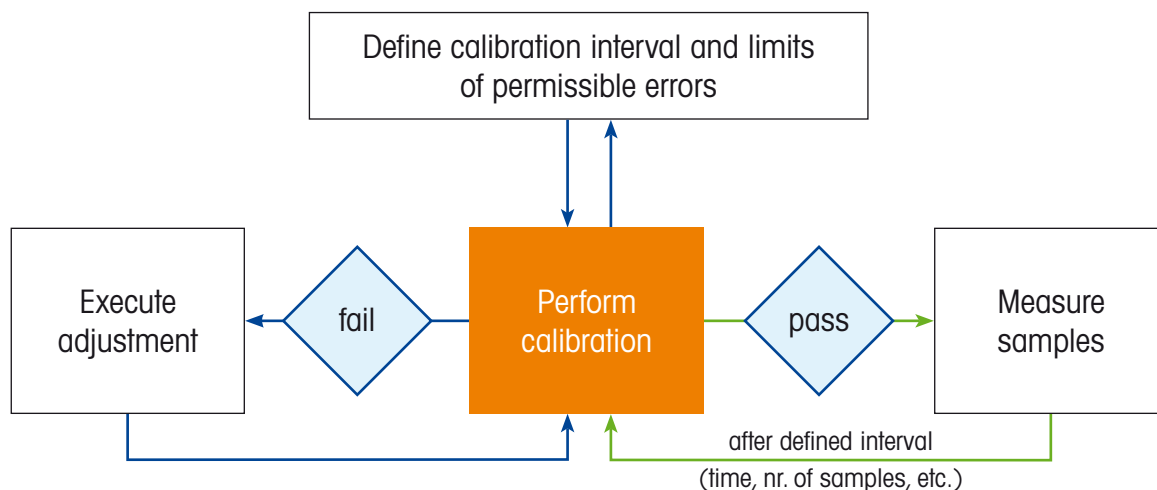 Define calibration interval and limits
of permissible errors
Execute
adjustment
fail
Perform
calibration
pass
Measure
samples
after defined interval
(time, nr. of samples, etc.)